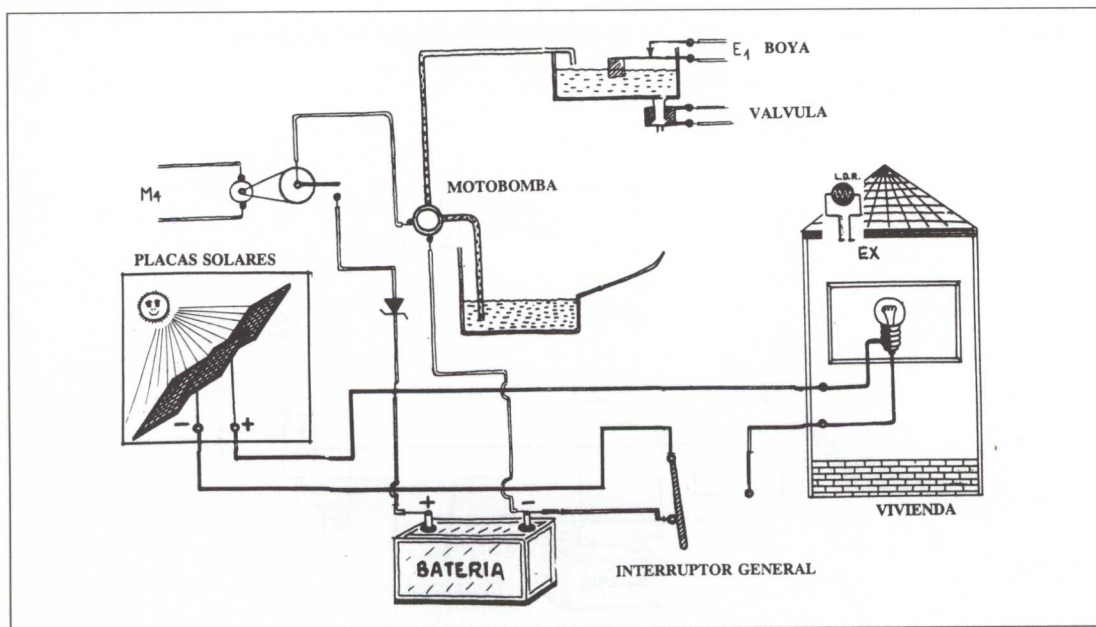 E1 BOYA
VALVULA
MOTOBOMBA
M4
L.D.R.
EX
PLACAS SOLARES
- +
+ -
BATERIA
INTERRUPTOR GENERAL
VIVIENDA